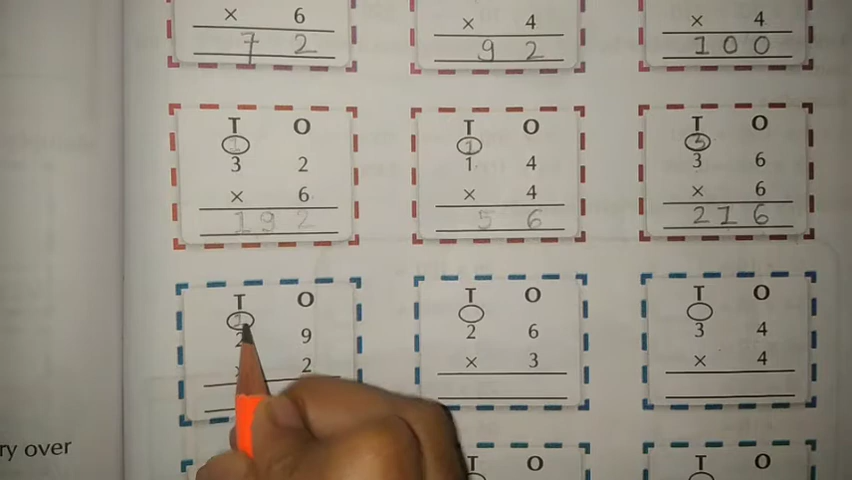 × 6
7 2
× 4
9 2
× 4
1 0 0
T O
1
3 2
× 6
1 9 2
T O
1
1 4
× 4
5 6
T O
3
3 6
× 6
2 1 6
T O
1
2 9
2
T O
2 6
× 3
T O
3 4
× 4
ry over
T O
T O